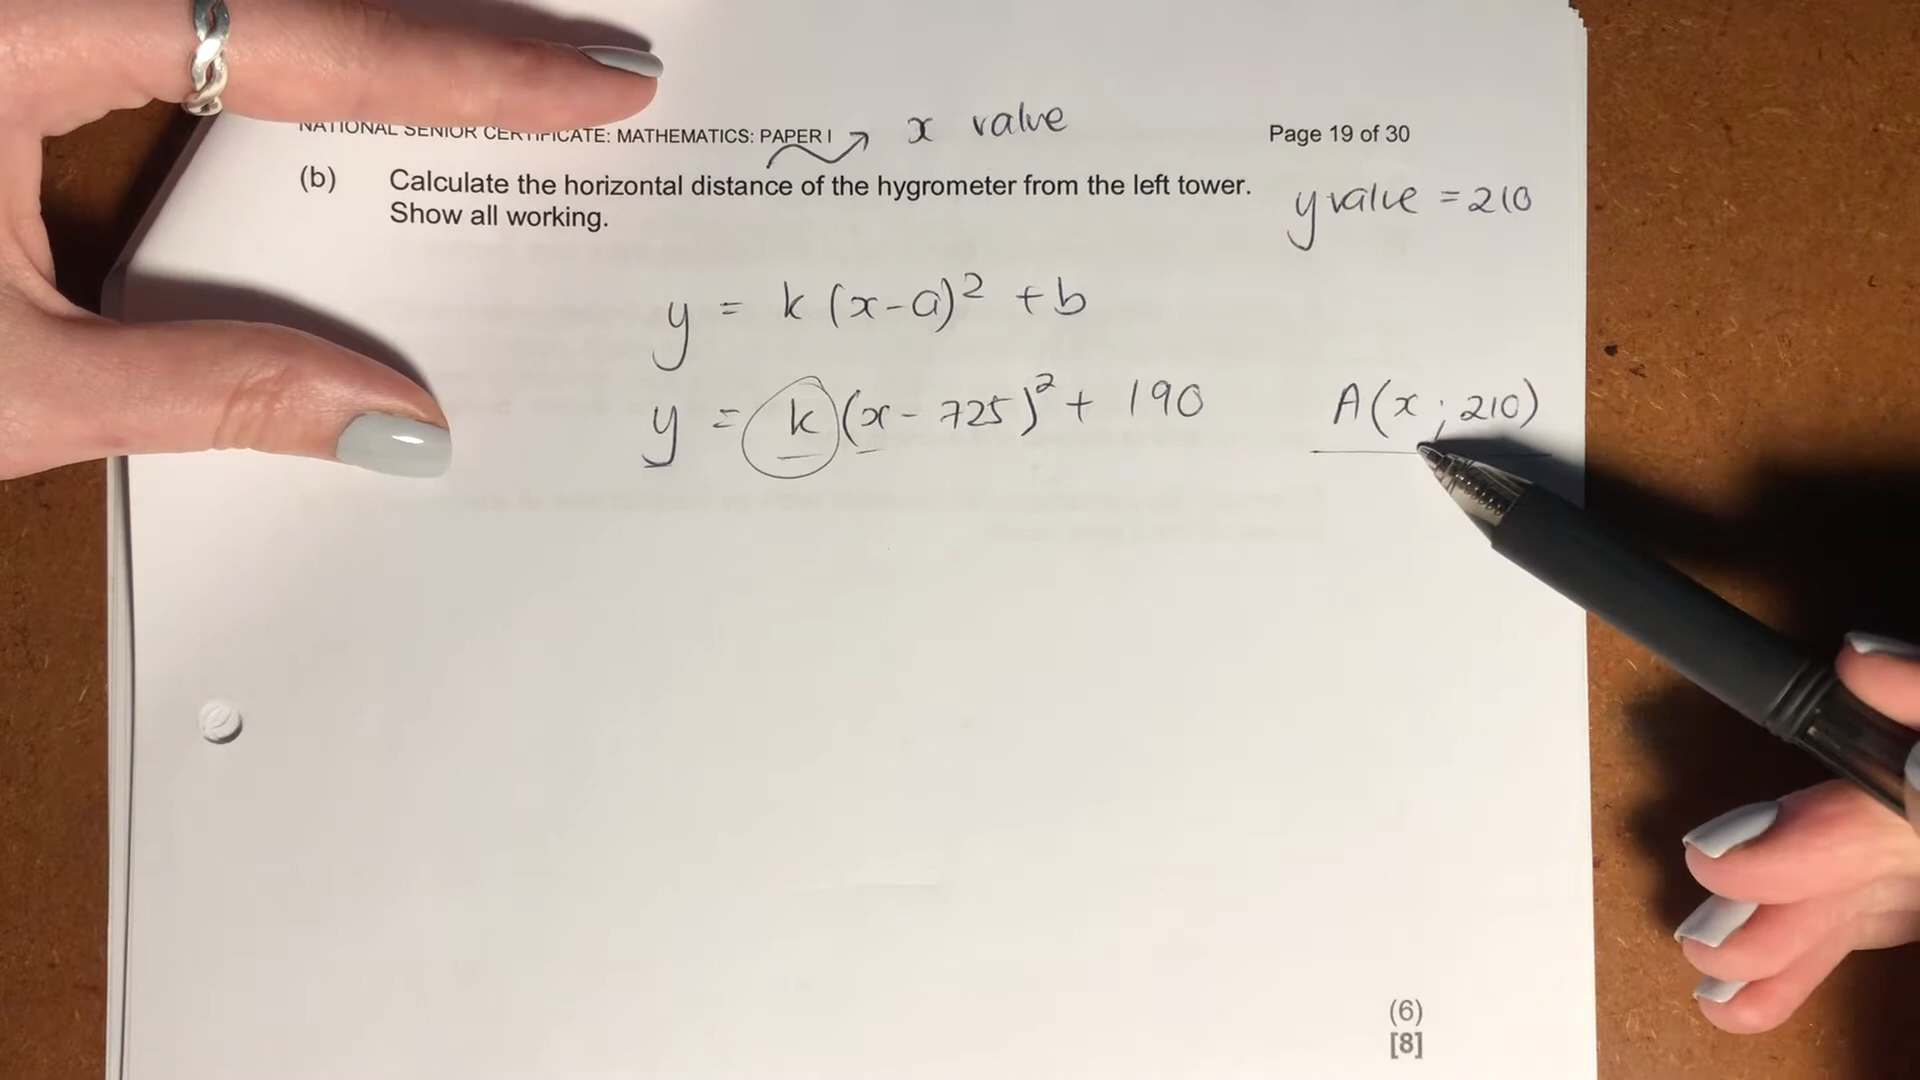 NATIONAL SENIOR CERTIFICATE: MATHEMATICS: PAPER I
x value
Page 19 of 30
(b) Calculate the horizontal distance of the hygrometer from the left tower.
Show all working.
y value = 210
y = k (x-a)² + b
y = k (x - 725)² + 190
A(x ; 210)
(6)
[8]